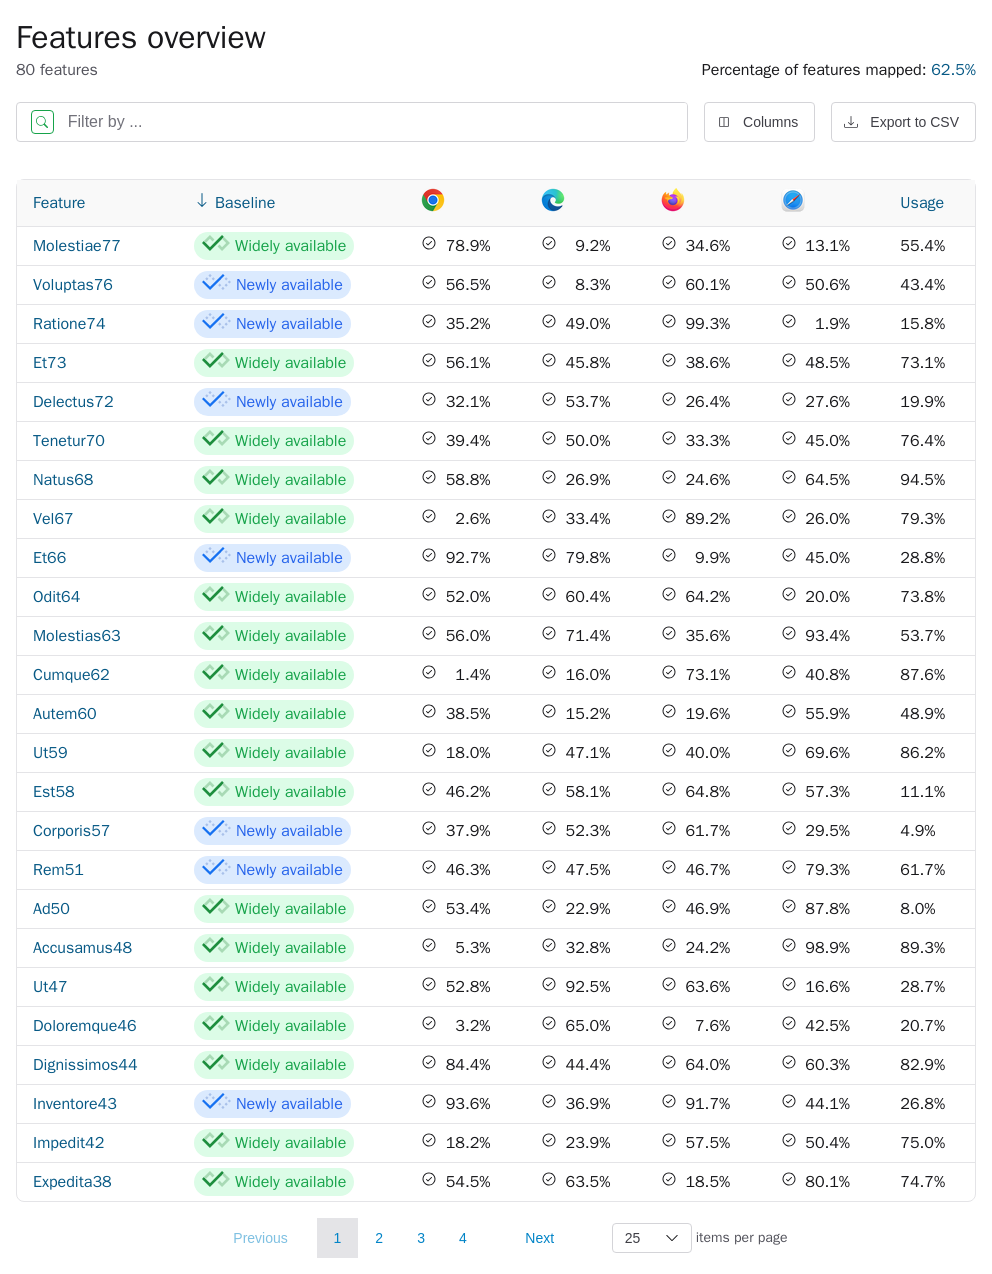 Features overview
80 features
Percentage of features mapped: 62.5%
Filter by ...
Columns
Export to CSV
Feature Baseline Usage
Molestiae77 Widely available 78.9% 9.2% 34.6% 13.1% 55.4%
Voluptas76 Newly available 56.5% 8.3% 60.1% 50.6% 43.4%
Ratione74 Newly available 35.2% 49.0% 99.3% 1.9% 15.8%
Et73 Widely available 56.1% 45.8% 38.6% 48.5% 73.1%
Delectus72 Newly available 32.1% 53.7% 26.4% 27.6% 19.9%
Tenetur70 Widely available 39.4% 50.0% 33.3% 45.0% 76.4%
Natus68 Widely available 58.8% 26.9% 24.6% 64.5% 94.5%
Vel67 Widely available 2.6% 33.4% 89.2% 26.0% 79.3%
Et66 Newly available 92.7% 79.8% 9.9% 45.0% 28.8%
Odit64 Widely available 52.0% 60.4% 64.2% 20.0% 73.8%
Molestias63 Widely available 56.0% 71.4% 35.6% 93.4% 53.7%
Cumque62 Widely available 1.4% 16.0% 73.1% 40.8% 87.6%
Autem60 Widely available 38.5% 15.2% 19.6% 55.9% 48.9%
Ut59 Widely available 18.0% 47.1% 40.0% 69.6% 86.2%
Est58 Widely available 46.2% 58.1% 64.8% 57.3% 11.1%
Corporis57 Newly available 37.9% 52.3% 61.7% 29.5% 4.9%
Rem51 Newly available 46.3% 47.5% 46.7% 79.3% 61.7%
Ad50 Widely available 53.4% 22.9% 46.9% 87.8% 8.0%
Accusamus48 Widely available 5.3% 32.8% 24.2% 98.9% 89.3%
Ut47 Widely available 52.8% 92.5% 63.6% 16.6% 28.7%
Doloremque46 Widely available 3.2% 65.0% 7.6% 42.5% 20.7%
Dignissimos44 Widely available 84.4% 44.4% 64.0% 60.3% 82.9%
Inventore43 Newly available 93.6% 36.9% 91.7% 44.1% 26.8%
Impedit42 Widely available 18.2% 23.9% 57.5% 50.4% 75.0%
Expedita38 Widely available 54.5% 63.5% 18.5% 80.1% 74.7%
Previous 1 2 3 4 Next 25 items per page